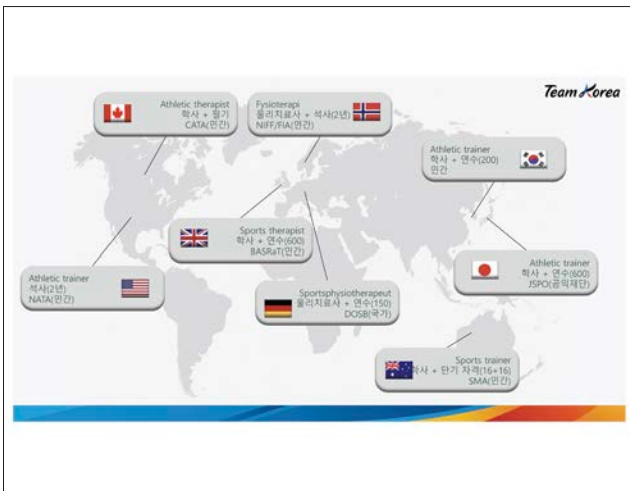 Team Korea
Athletic therapist
학사 + 필기
CATA(민간)
Fysioterapi
물리치료사 + 석사(2년)
NIFF/FIA(민간)
Athletic trainer
학사 + 연수(200)
민간
Sports therapist
학사 + 연수(600)
BASRaT(민간)
Athletic trainer
석사(2년)
NATA(민간)
Sportsphysiotherapeut
물리치료사 + 연수(150)
DOSB(국가)
Athletic trainer
학사 + 연수(600)
JSPO(공익재단)
Sports trainer
학사 + 단기 자격(16+16)
SMA(민간)